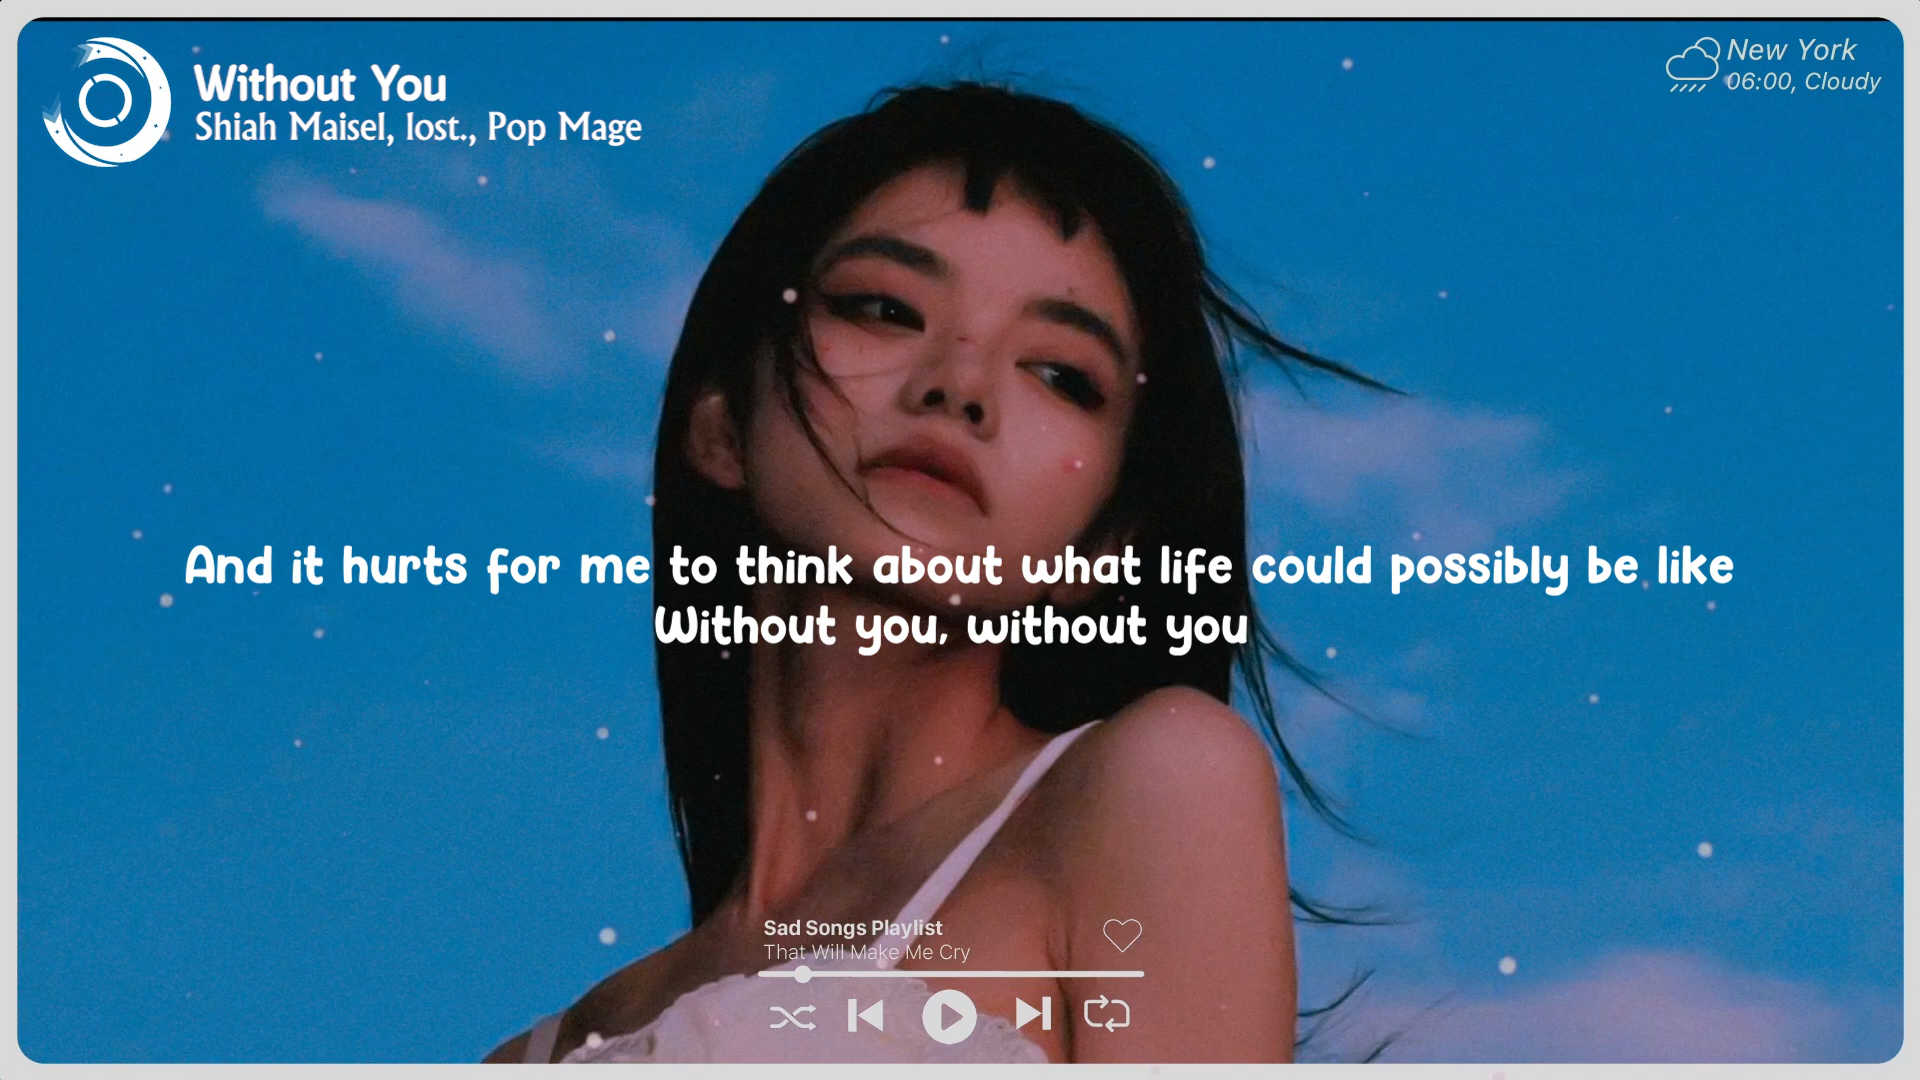 Without You
Shiah Maisel, lost., Pop Mage
New York
06:00, Cloudy
And it hurts for me to think about what life could possibly be like
Without you, without you
Sad Songs Playlist
That Will Make Me Cry